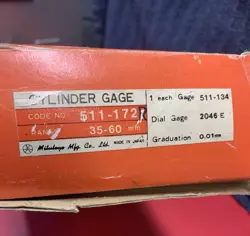 CYLINDER GAGE
CODE NO. 511-172
RANGE 35-60 mm
Mitutoyo Mfg. Co., Ltd. MADE IN JAPAN
1 each Gage 511-134
Dial Gage 2046 E
Graduation 0.01mm